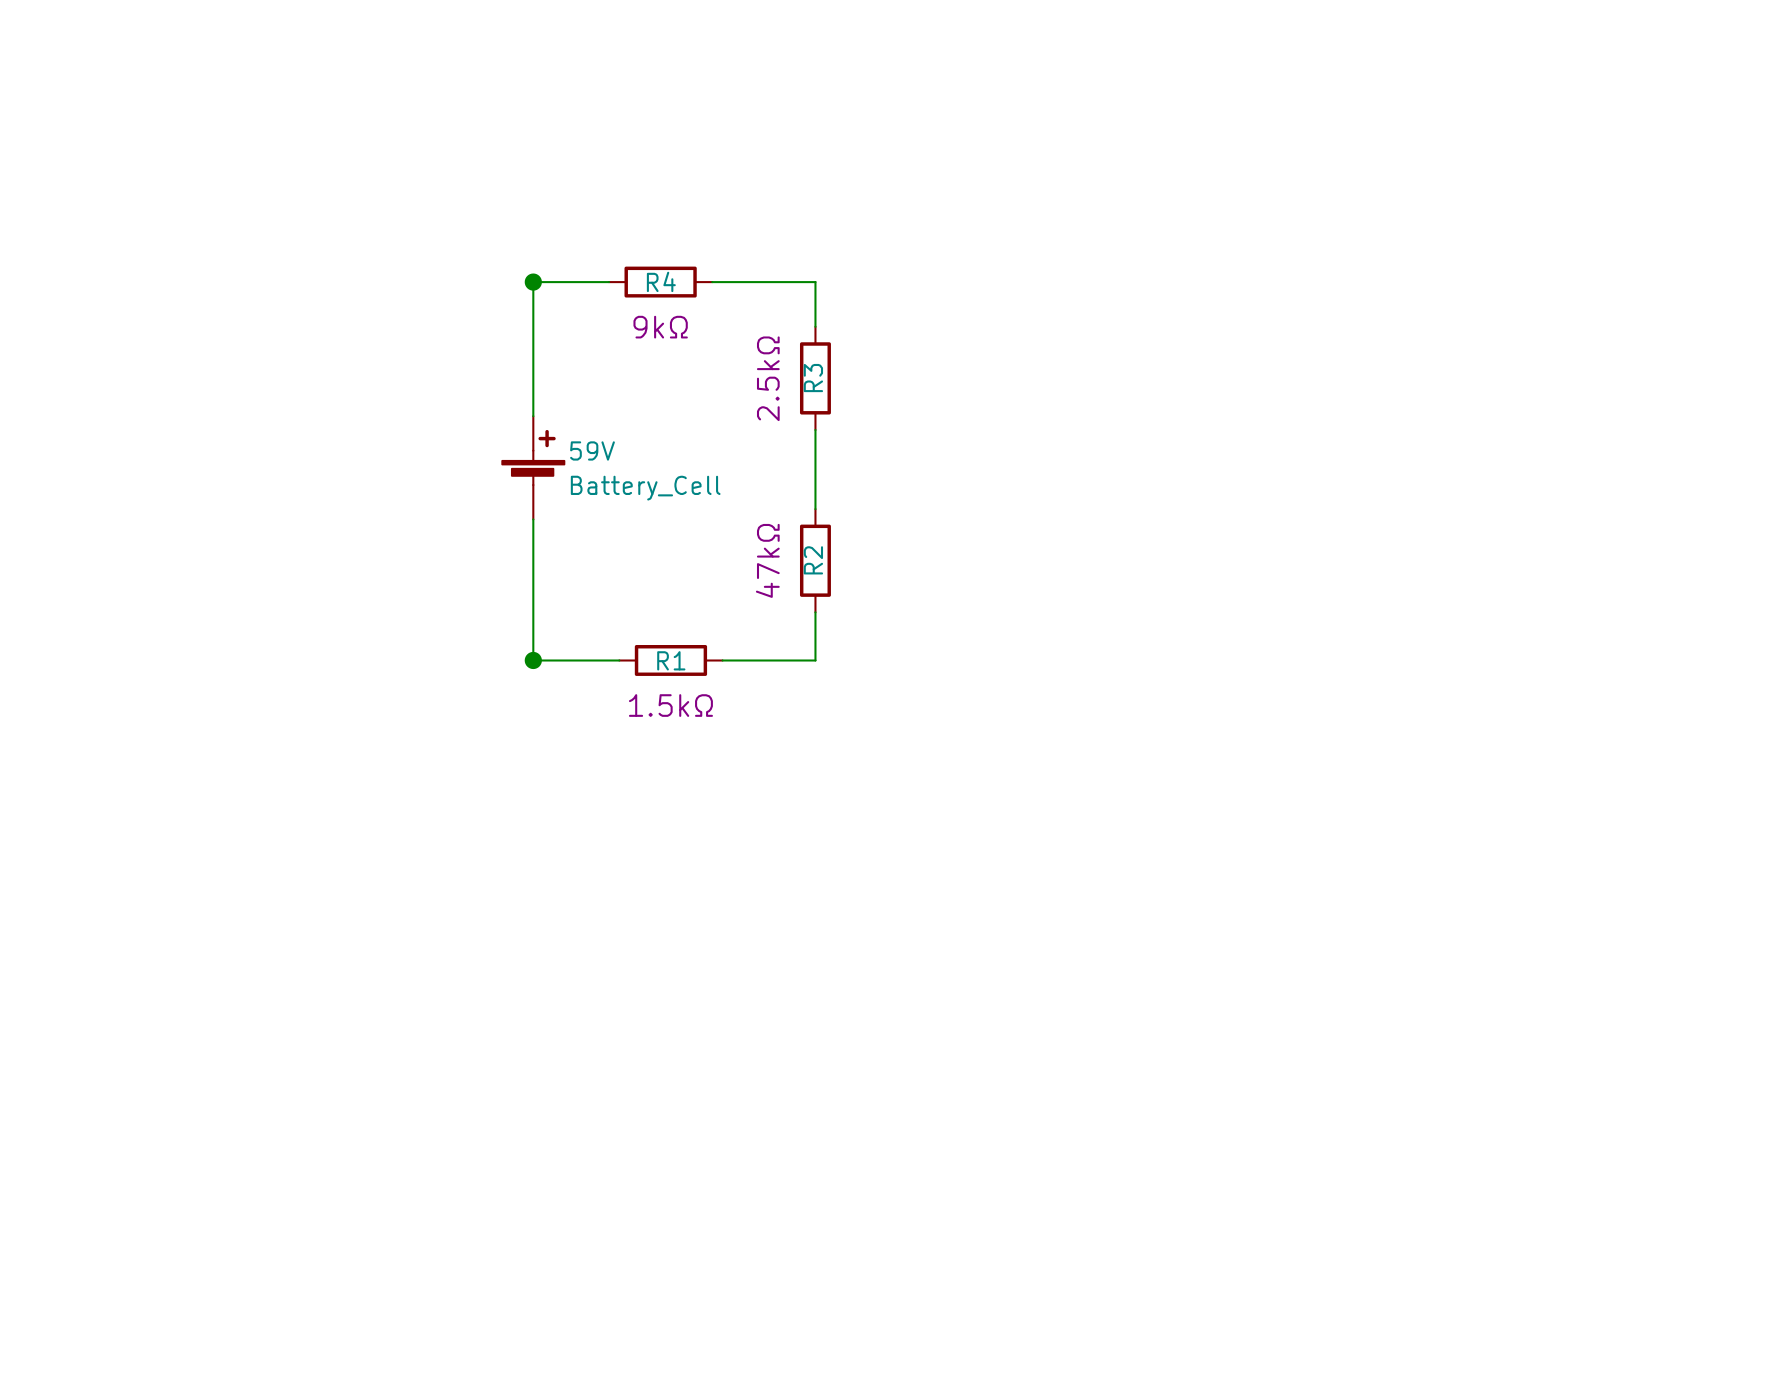 R4
9kΩ
2.5kΩ
R3
+
59V
Battery_Cell
47kΩ
R2
R1
1.5kΩ